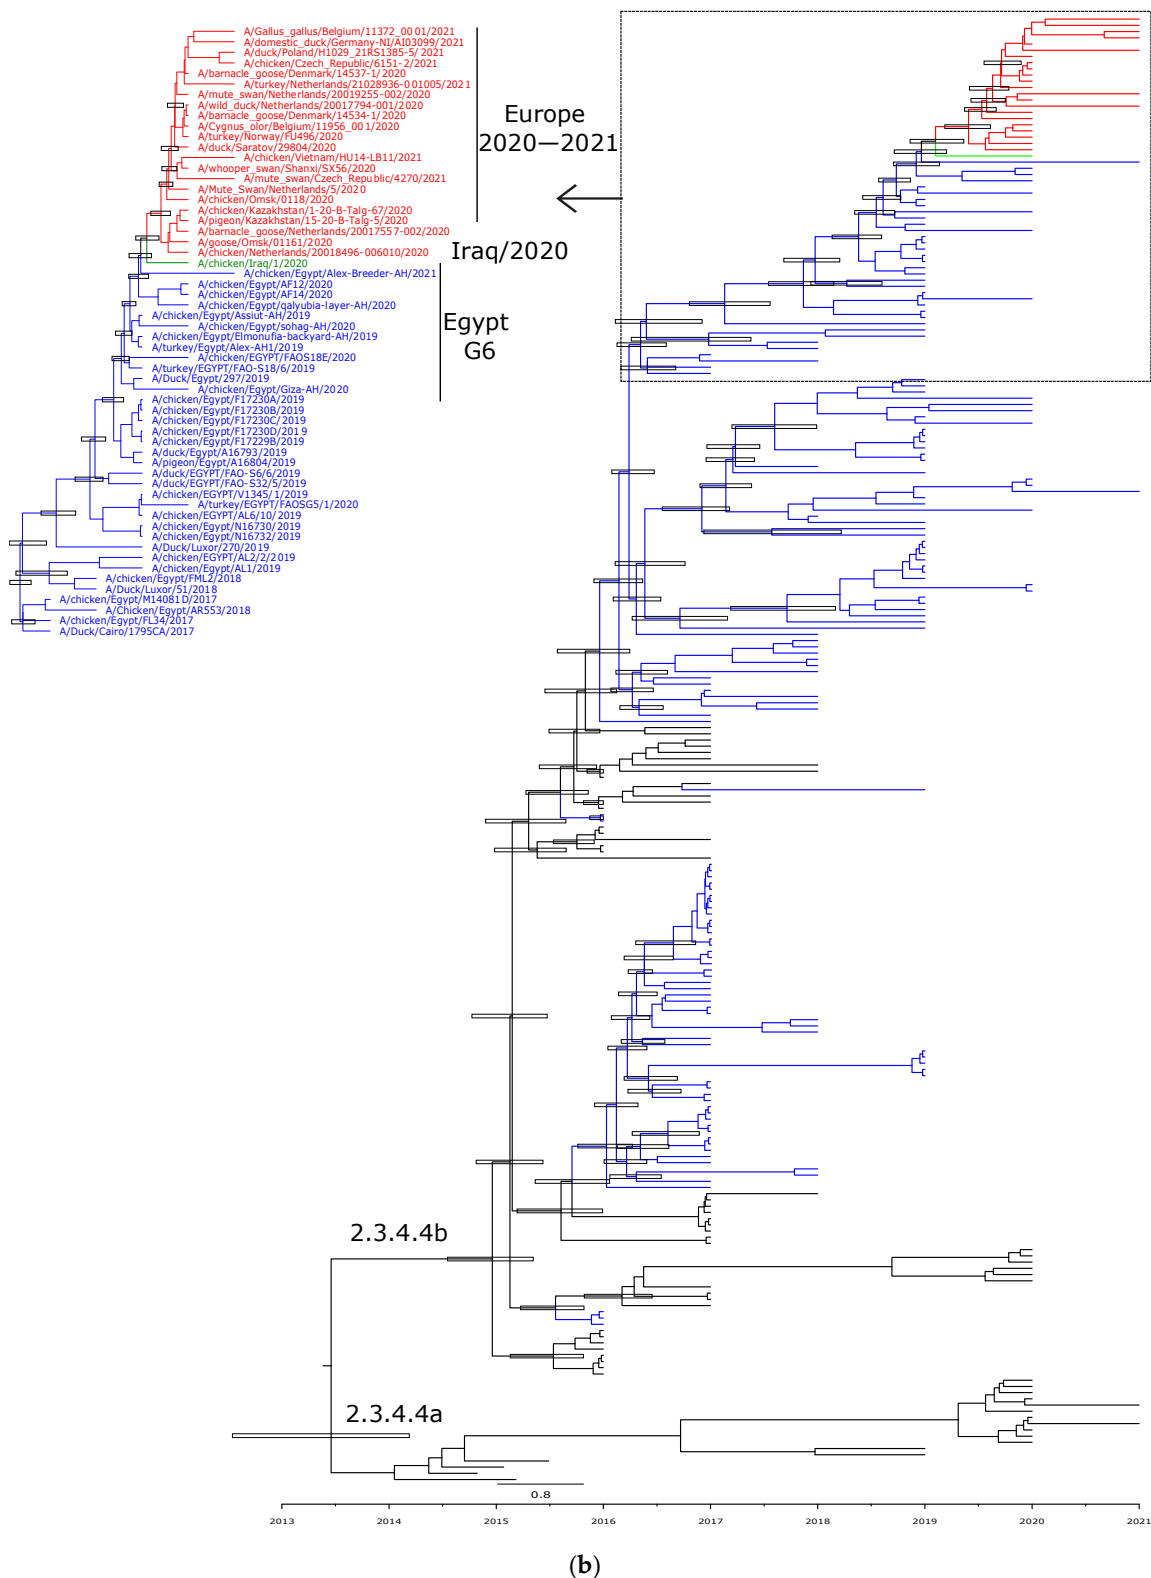 A/Gallus_gallus/Belgium/11372_0001/2021
A/domestic_duck/Germany-NI/AI03099/2021
A/duck/Poland/H1029_21RS1385-5/2021
A/chicken/Czech_Republic/6151-2/2021
A/barnacle_goose/Denmark/14537-1/2020
A/turkey/Netherlands/21028936-001005/2021
A/mute_swan/Netherlands/20019255-002/2020
A/wild_duck/Netherlands/20017794-001/2020
A/barnacle_goose/Denmark/14534-1/2020
A/Cygnus_olor/Belgium/11956_001/2020
A/turkey/Norway/FU496/2020
A/duck/Saratov/29804/2020
A/chicken/Vietnam/HU14-LB11/2021
A/whooper_swan/Shanxi/SX56/2020
A/mute_swan/Czech_Republic/4270/2021
A/Mute_Swan/Netherlands/5/2020
A/chicken/Omsk/0118/2020
A/chicken/Kazakhstan/1-20-B-Talg-67/2020
A/pigeon/Kazakhstan/15-20-B-Talg-5/2020
A/barnacle_goose/Netherlands/20017557-002/2020
A/goose/Omsk/01161/2020
A/chicken/Netherlands/20018496-006010/2020
A/chicken/Iraq/1/2020
A/chicken/Egypt/Alex-Breeder-AH/2021
A/chicken/Egypt/AF12/2020
A/chicken/Egypt/AF14/2020
A/chicken/Egypt/qalyubia-layer-AH/2020
A/chicken/Egypt/Assiut-AH/2019
A/chicken/Egypt/sohag-AH/2020
A/chicken/Egypt/Elmonufia-backyard-AH/2019
A/turkey/Egypt/Alex-AH1/2019
A/chicken/EGYPT/FAOS18E/2020
A/turkey/EGYPT/FAO-S18/6/2019
A/Duck/Egypt/297/2019
A/chicken/Egypt/Giza-AH/2020
A/chicken/Egypt/F17230A/2019
A/chicken/Egypt/F17230B/2019
A/chicken/Egypt/F17230C/2019
A/chicken/Egypt/F17230D/2019
A/chicken/Egypt/F17229B/2019
A/duck/Egypt/A16793/2019
A/pigeon/Egypt/A16804/2019
A/duck/EGYPT/FAO-S6/6/2019
A/duck/EGYPT/FAO-S32/5/2019
A/chicken/EGYPT/V1345/1/2019
A/turkey/EGYPT/FAOSG5/1/2020
A/chicken/EGYPT/AL6/10/2019
A/chicken/Egypt/N16730/2019
A/chicken/Egypt/N16732/2019
A/Duck/Luxor/270/2019
A/chicken/EGYPT/AL2/2/2019
A/chicken/Egypt/AL1/2019
A/chicken/Egypt/FML2/2018
A/Duck/Luxor/51/2018
A/chicken/Egypt/M14081D/2017
A/Chicken/Egypt/AR553/2018
A/chicken/Egypt/FL34/2017
A/Duck/Cairo/1795CA/2017
Europe
2020—2021
Iraq/2020
Egypt
G6
2.3.4.4b
2.3.4.4a
0.8
2013 2014 2015 2016 2017 2018 2019 2020 2021
(b)